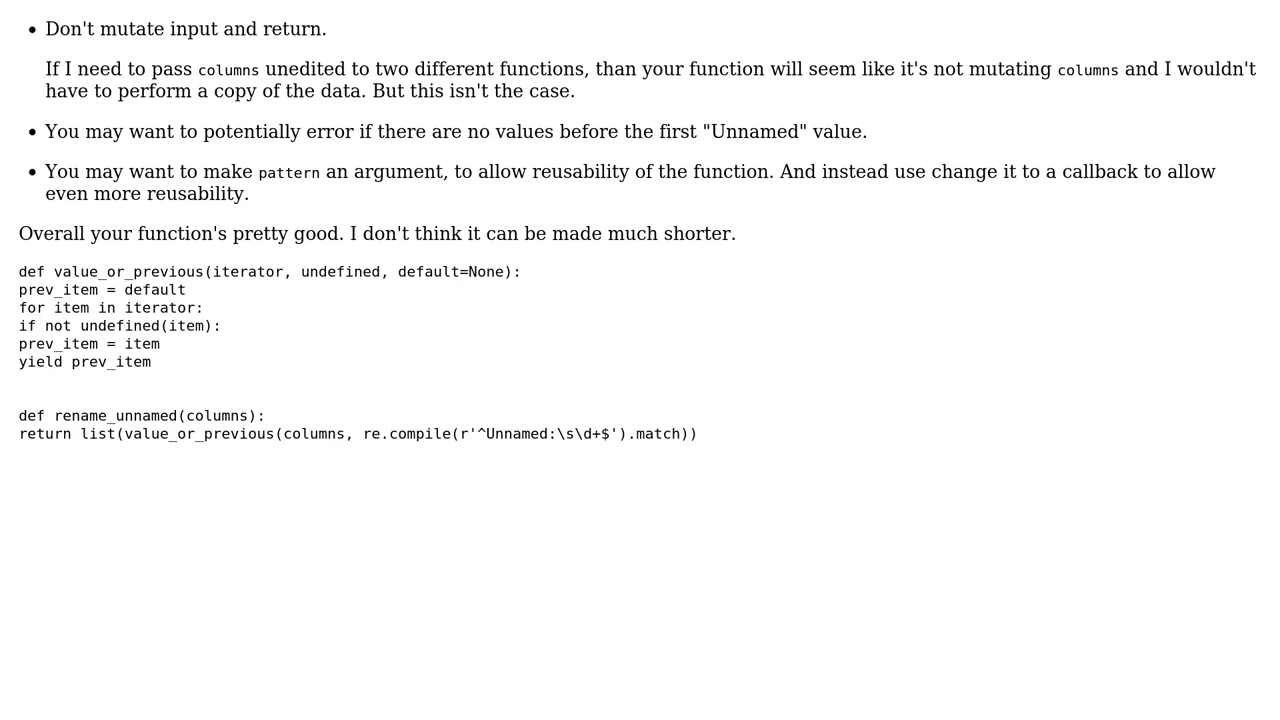 Don't mutate input and return.
If I need to pass columns unedited to two different functions, than your function will seem like it's not mutating columns and I wouldn't
have to perform a copy of the data. But this isn't the case.
You may want to potentially error if there are no values before the first "Unnamed" value.
You may want to make pattern an argument, to allow reusability of the function. And instead use change it to a callback to allow
even more reusability.
Overall your function's pretty good. I don't think it can be made much shorter.
def value_or_previous(iterator, undefined, default=None):
prev_item = default
for item in iterator:
if not undefined(item):
prev_item = item
yield prev_item
def rename_unnamed(columns):
return list(value_or_previous(columns, re.compile(r'^Unnamed:\s\d+$').match))